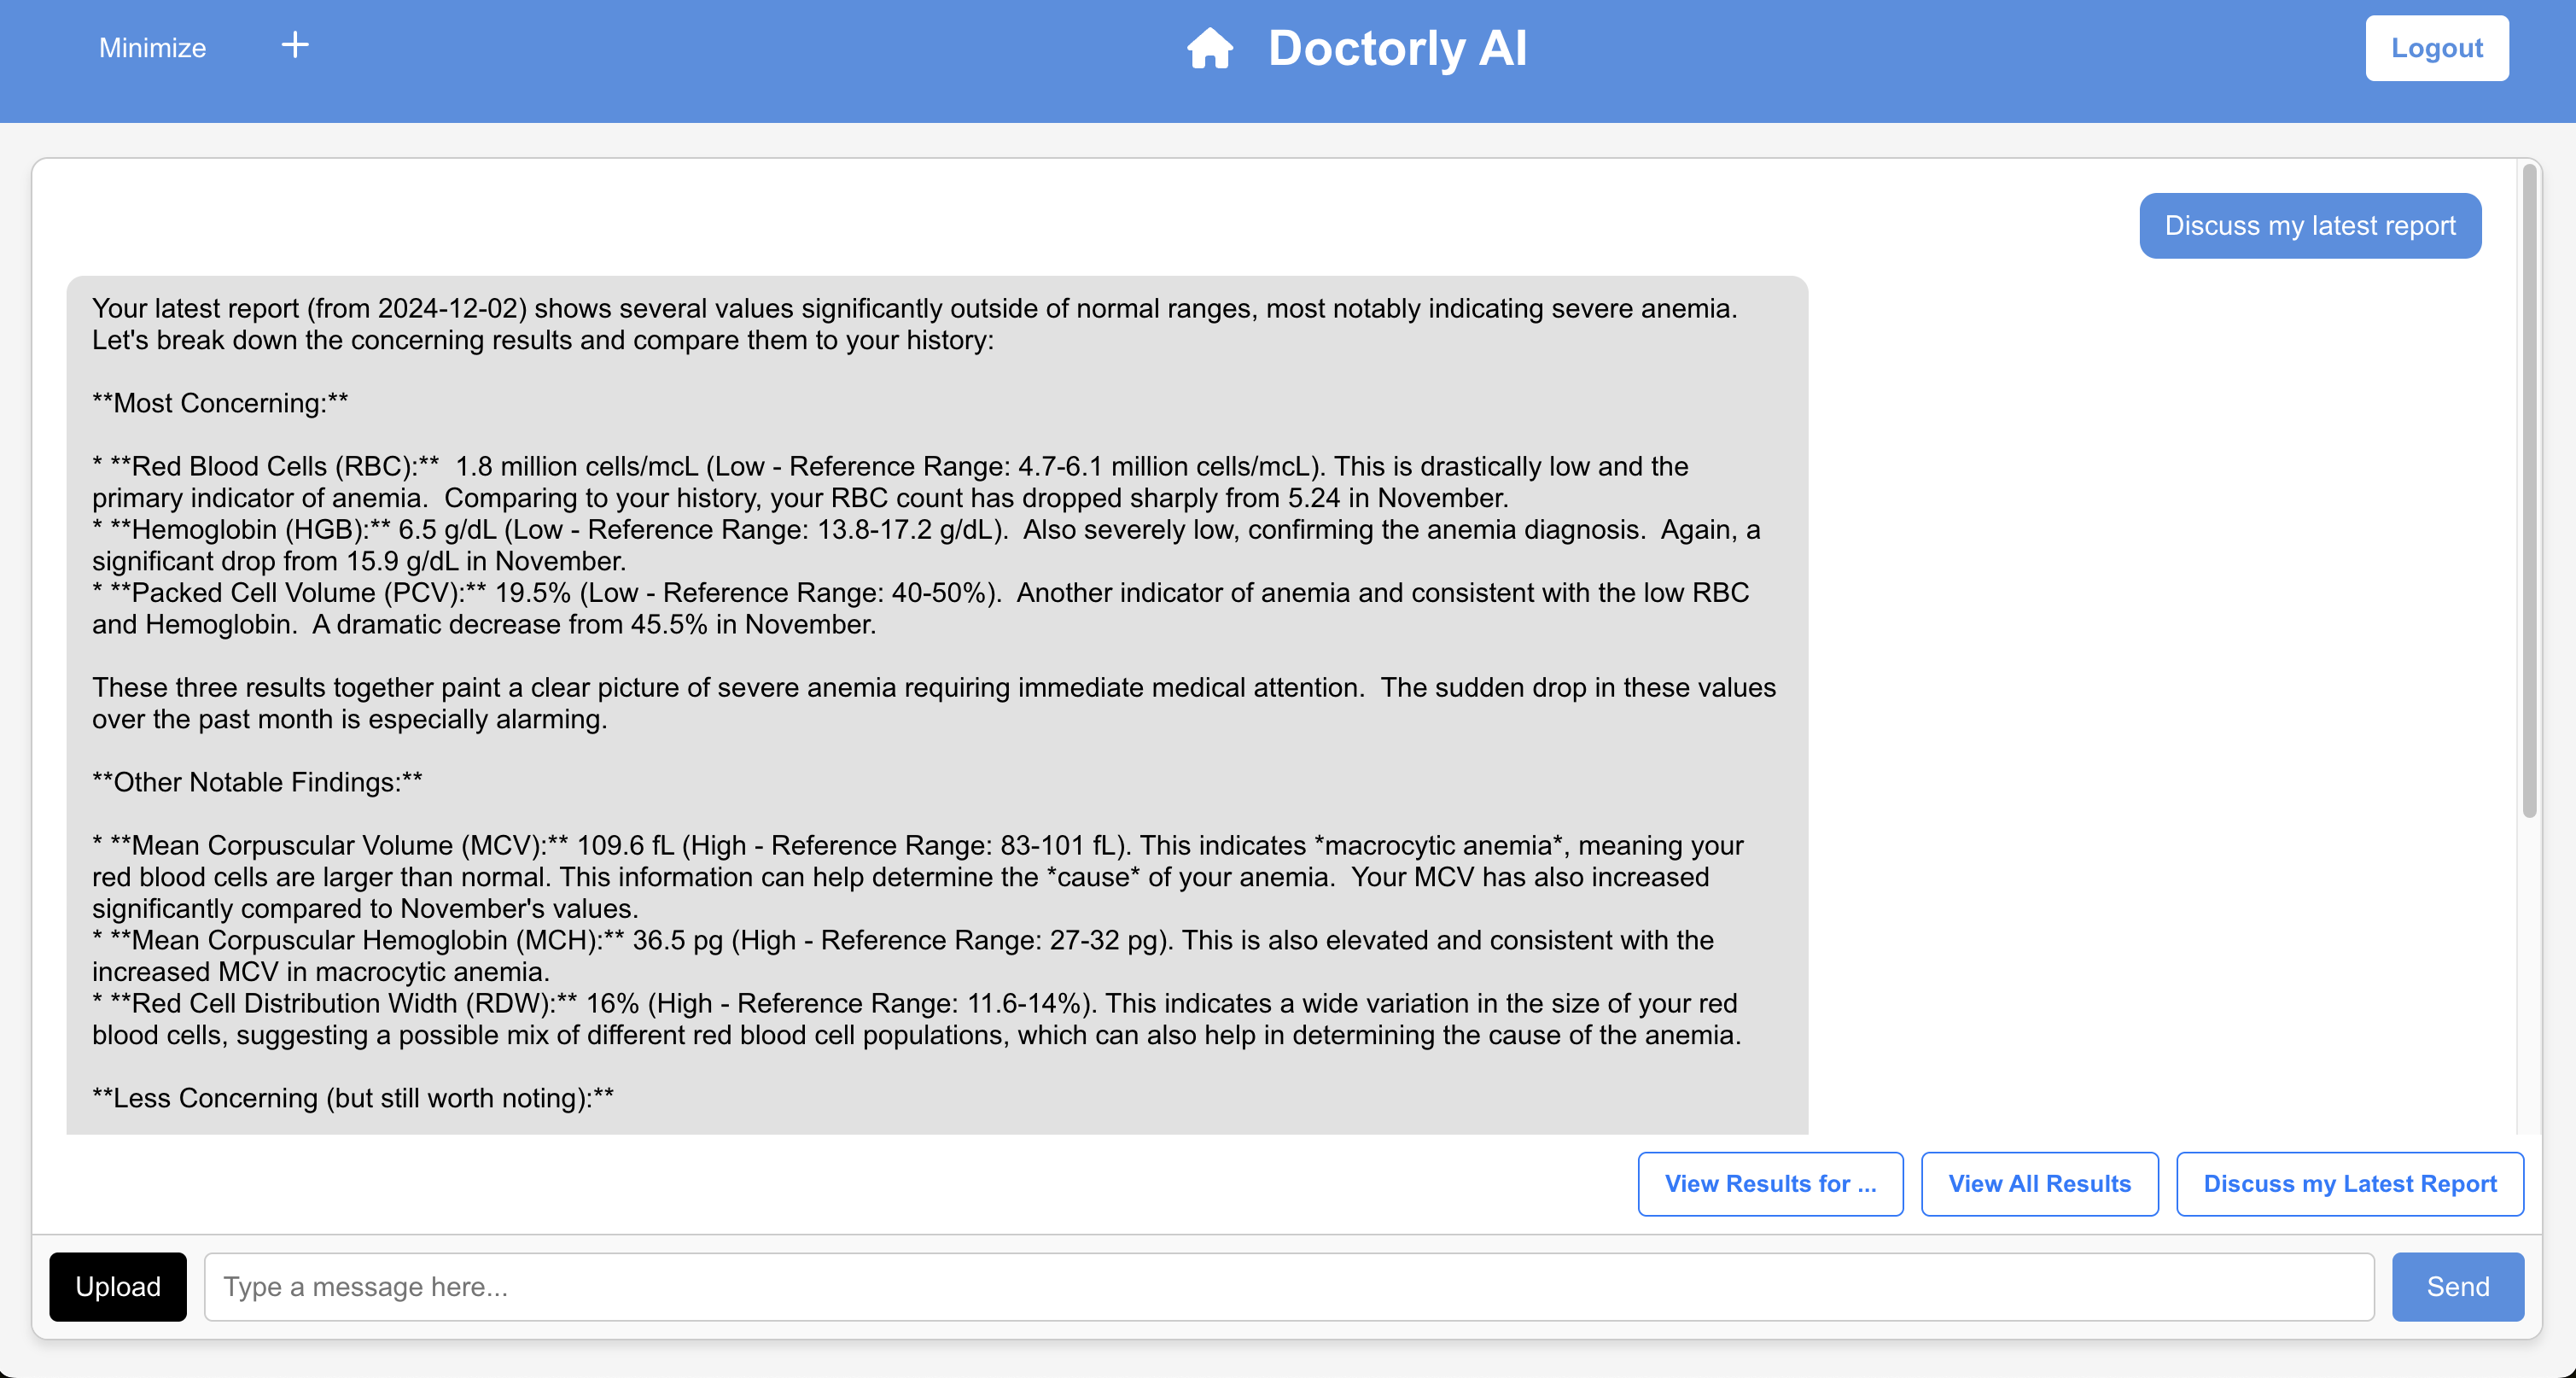 Minimize
+
Doctorly AI
Logout
Discuss my latest report
Your latest report (from 2024-12-02) shows several values significantly outside of normal ranges, most notably indicating severe anemia.
Let's break down the concerning results and compare them to your history:
**Most Concerning:**
* **Red Blood Cells (RBC):**  1.8 million cells/mcL (Low - Reference Range: 4.7-6.1 million cells/mcL). This is drastically low and the
primary indicator of anemia.  Comparing to your history, your RBC count has dropped sharply from 5.24 in November.
* **Hemoglobin (HGB):** 6.5 g/dL (Low - Reference Range: 13.8-17.2 g/dL).  Also severely low, confirming the anemia diagnosis.  Again, a
significant drop from 15.9 g/dL in November.
* **Packed Cell Volume (PCV):** 19.5% (Low - Reference Range: 40-50%).  Another indicator of anemia and consistent with the low RBC
and Hemoglobin.  A dramatic decrease from 45.5% in November.
These three results together paint a clear picture of severe anemia requiring immediate medical attention.  The sudden drop in these values
over the past month is especially alarming.
**Other Notable Findings:**
* **Mean Corpuscular Volume (MCV):** 109.6 fL (High - Reference Range: 83-101 fL). This indicates *macrocytic anemia*, meaning your
red blood cells are larger than normal. This information can help determine the *cause* of your anemia.  Your MCV has also increased
significantly compared to November's values.
* **Mean Corpuscular Hemoglobin (MCH):** 36.5 pg (High - Reference Range: 27-32 pg). This is also elevated and consistent with the
increased MCV in macrocytic anemia.
* **Red Cell Distribution Width (RDW):** 16% (High - Reference Range: 11.6-14%). This indicates a wide variation in the size of your red
blood cells, suggesting a possible mix of different red blood cell populations, which can also help in determining the cause of the anemia.
**Less Concerning (but still worth noting):**
View Results for ...
View All Results
Discuss my Latest Report
Upload
Type a message here...
Send